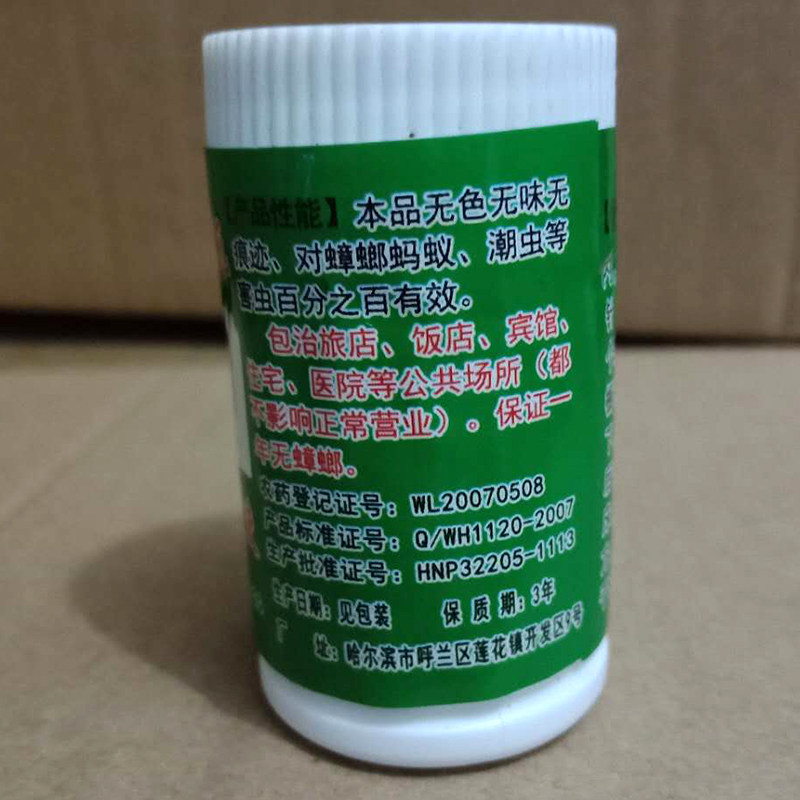 【产品性能】本品无色无味无
痕迹、对蟑螂蚂蚁、潮虫等
害虫百分之百有效。
包治旅店、饭店、宾馆、
住宅、医院等公共场所（都
不影响正常营业）。保证一
年无蟑螂。
农药登记证号：WL20070508
产品标准证号：Q/WH1120-2007
生产批准证号：HNP32205-1113
生产日期：见包装 保质期：3年
厂 址：哈尔滨市呼兰区莲花镇开发区9号